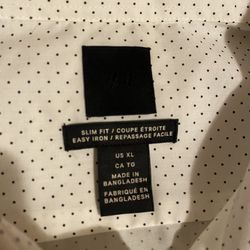 SLIM FIT / COUPE ÉTROITE
EASY IRON / REPASSAGE FACILE
US XL
CA TG
MADE IN
BANGLADESH
FABRIQUÉ EN
BANGLADESH